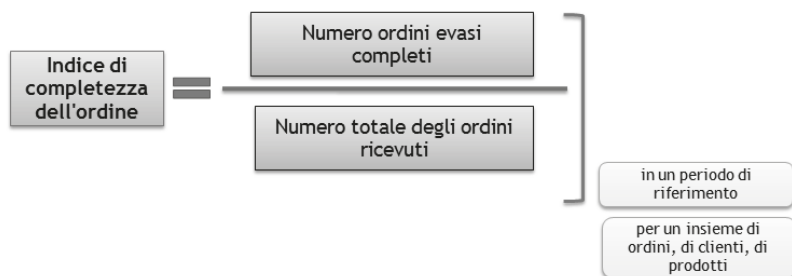 Indice di
completezza
dell'ordine
Numero ordini evasi
completi
Numero totale degli ordini
ricevuti
in un periodo di
riferimento
per un insieme di
ordini, di clienti, di
prodotti